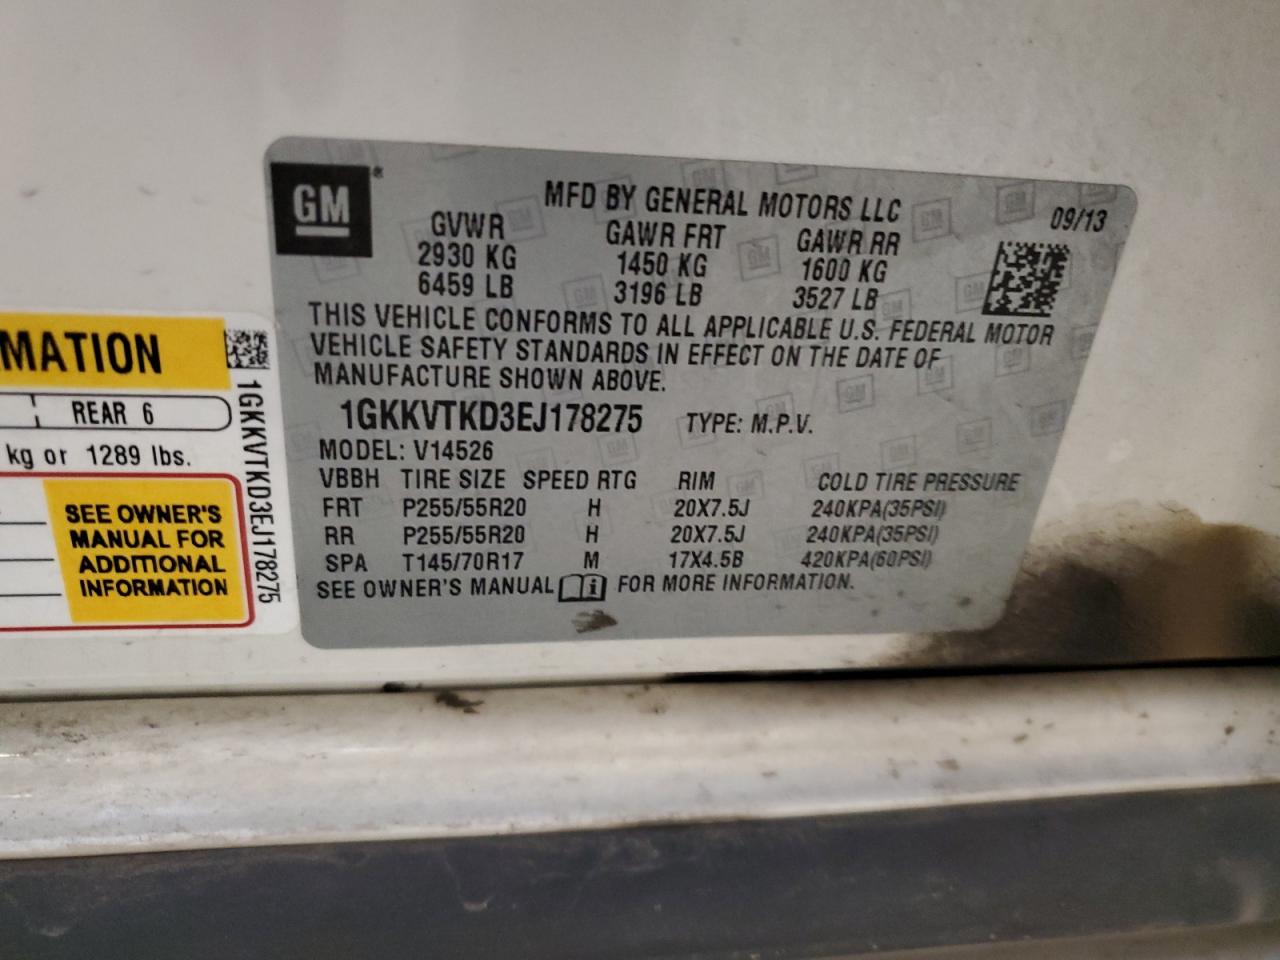 GM
MFD BY GENERAL MOTORS LLC
09/13
GVWR GAWR FRT GAWR RR
2930 KG 1450 KG 1600 KG
6459 LB 3196 LB 3527 LB
THIS VEHICLE CONFORMS TO ALL APPLICABLE U.S. FEDERAL MOTOR
VEHICLE SAFETY STANDARDS IN EFFECT ON THE DATE OF
MANUFACTURE SHOWN ABOVE.
1GKKVTKD3EJ178275 TYPE: M.P.V.
MODEL: V14526
VBBH TIRE SIZE SPEED RTG RIM COLD TIRE PRESSURE
FRT P255/55R20 H 20X7.5J 240KPA(35PSI)
RR P255/55R20 H 20X7.5J 240KPA(35PSI)
SPA T145/70R17 M 17X4.5B 420KPA(60PSI)
SEE OWNER'S MANUAL FOR MORE INFORMATION.
MATION
REAR 6
kg or 1289 lbs.
SEE OWNER'S
MANUAL FOR
ADDITIONAL
INFORMATION
1GKKVTKD3EJ178275